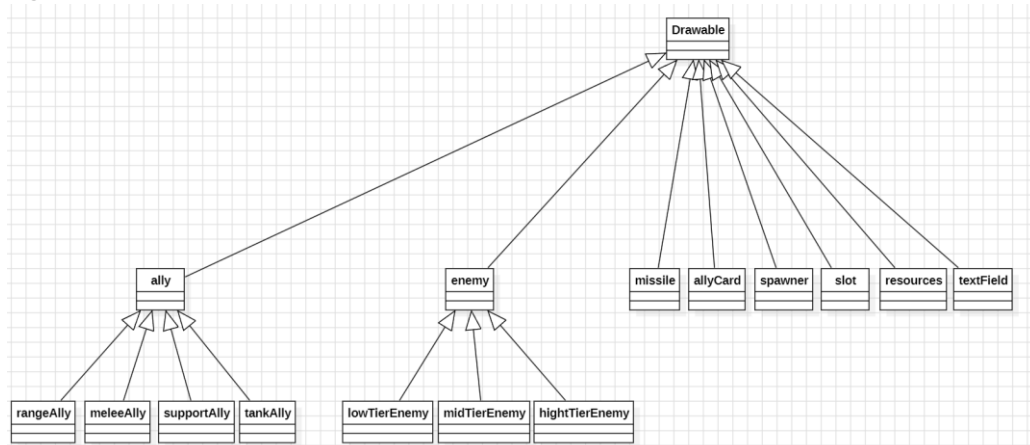 Drawable
ally
enemy
missile
allyCard
spawner
slot
resources
textField
rangeAlly
meleeAlly
supportAlly
tankAlly
lowTierEnemy
midTierEnemy
hightTierEnemy